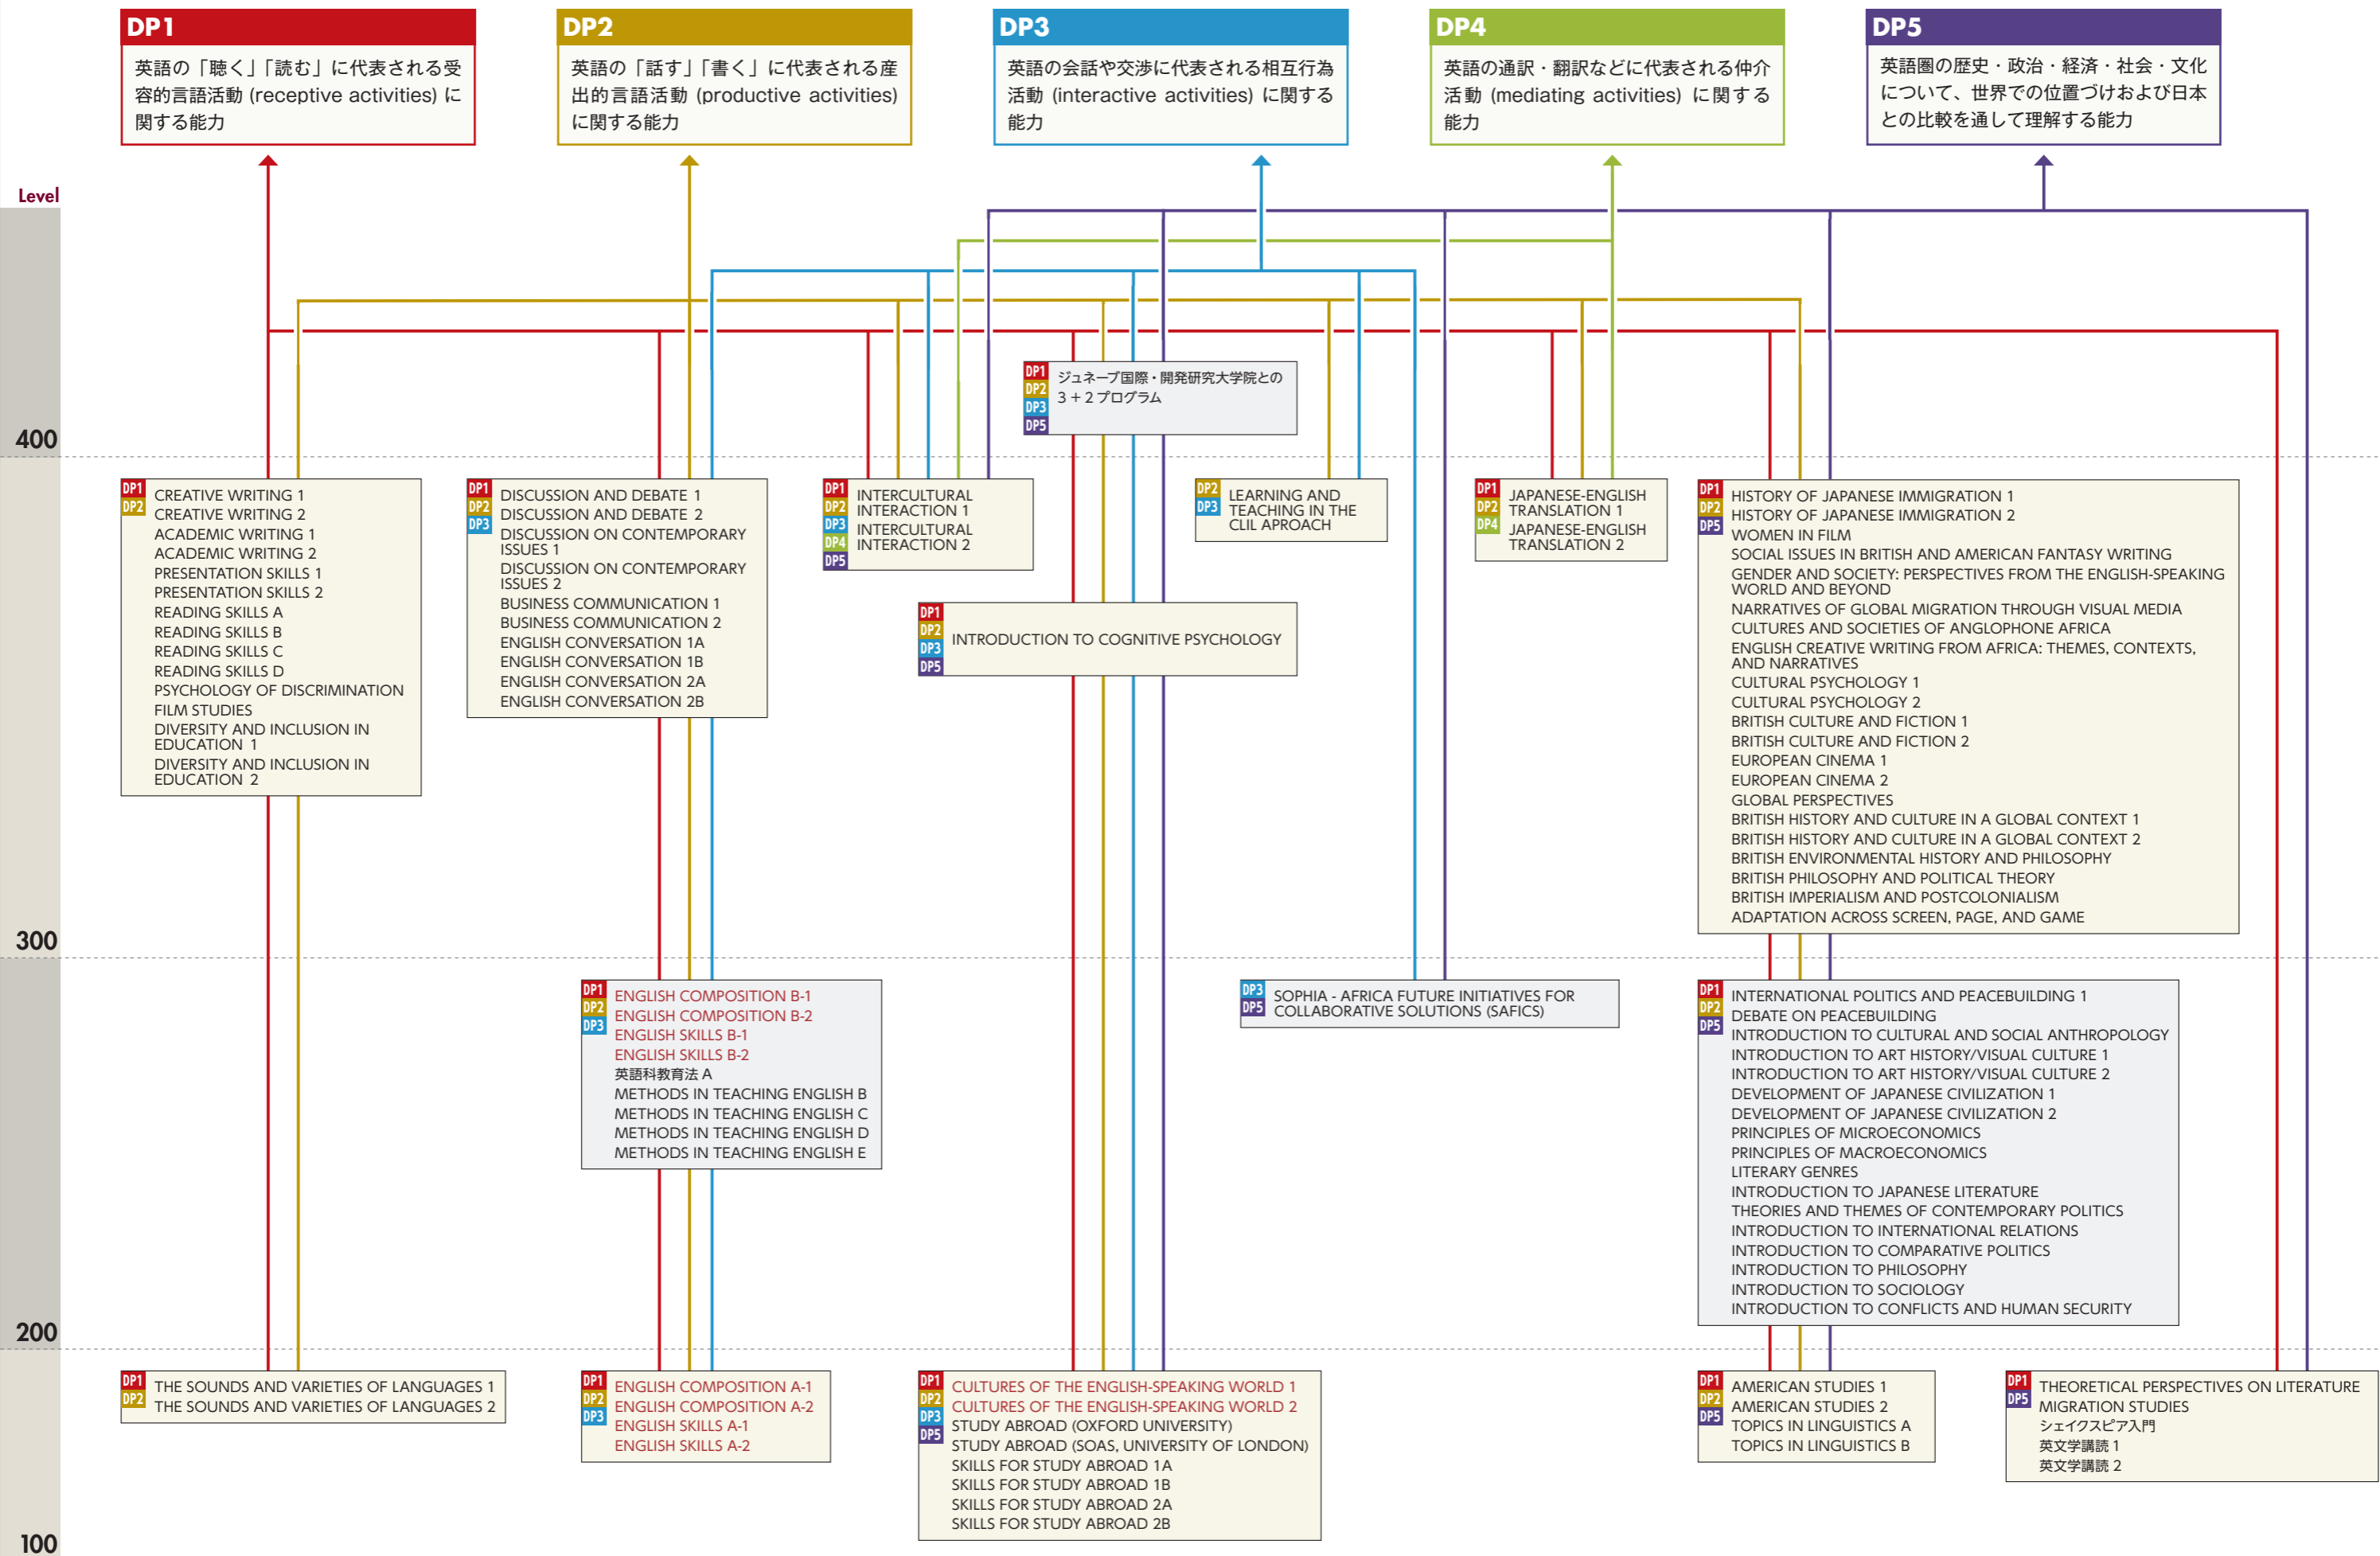 DP1
英語の「聴く」「読む」に代表される受
容的言語活動 (receptive activities) に
関する能力
DP2
英語の「話す」「書く」に代表される産
出的言語活動 (productive activities)
に関する能力
DP3
英語の会話や交渉に代表される相互行為
活動 (interactive activities) に関する
能力
DP4
英語の通訳・翻訳などに代表される仲介
活動 (mediating activities) に関する
能力
DP5
英語圏の歴史・政治・経済・社会・文化
について、世界での位置づけおよび日本
との比較を通して理解する能力
Level
DP1
DP2
DP3
DP5
ジュネーブ国際・開発研究大学院との
3 + 2 プログラム
400
DP1
DP2
CREATIVE WRITING 1
CREATIVE WRITING 2
ACADEMIC WRITING 1
ACADEMIC WRITING 2
PRESENTATION SKILLS 1
PRESENTATION SKILLS 2
READING SKILLS A
READING SKILLS B
READING SKILLS C
READING SKILLS D
PSYCHOLOGY OF DISCRIMINATION
FILM STUDIES
DIVERSITY AND INCLUSION IN
EDUCATION 1
DIVERSITY AND INCLUSION IN
EDUCATION 2
DP1
DP2
DP3
DISCUSSION AND DEBATE 1
DISCUSSION AND DEBATE 2
DISCUSSION ON CONTEMPORARY
ISSUES 1
DISCUSSION ON CONTEMPORARY
ISSUES 2
BUSINESS COMMUNICATION 1
BUSINESS COMMUNICATION 2
ENGLISH CONVERSATION 1A
ENGLISH CONVERSATION 1B
ENGLISH CONVERSATION 2A
ENGLISH CONVERSATION 2B
DP1
DP2
DP3
DP4
DP5
INTERCULTURAL
INTERACTION 1
INTERCULTURAL
INTERACTION 2
DP2
DP3
LEARNING AND
TEACHING IN THE
CLIL APROACH
DP1
DP2
DP4
JAPANESE-ENGLISH
TRANSLATION 1
JAPANESE-ENGLISH
TRANSLATION 2
DP1
DP2
DP5
HISTORY OF JAPANESE IMMIGRATION 1
HISTORY OF JAPANESE IMMIGRATION 2
WOMEN IN FILM
SOCIAL ISSUES IN BRITISH AND AMERICAN FANTASY WRITING
GENDER AND SOCIETY: PERSPECTIVES FROM THE ENGLISH-SPEAKING
WORLD AND BEYOND
NARRATIVES OF GLOBAL MIGRATION THROUGH VISUAL MEDIA
CULTURES AND SOCIETIES OF ANGLOPHONE AFRICA
ENGLISH CREATIVE WRITING FROM AFRICA: THEMES, CONTEXTS,
AND NARRATIVES
CULTURAL PSYCHOLOGY 1
CULTURAL PSYCHOLOGY 2
BRITISH CULTURE AND FICTION 1
BRITISH CULTURE AND FICTION 2
EUROPEAN CINEMA 1
EUROPEAN CINEMA 2
GLOBAL PERSPECTIVES
BRITISH HISTORY AND CULTURE IN A GLOBAL CONTEXT 1
BRITISH HISTORY AND CULTURE IN A GLOBAL CONTEXT 2
BRITISH ENVIRONMENTAL HISTORY AND PHILOSOPHY
BRITISH PHILOSOPHY AND POLITICAL THEORY
BRITISH IMPERIALISM AND POSTCOLONIALISM
ADAPTATION ACROSS SCREEN, PAGE, AND GAME
DP1
DP2
DP3
DP5
INTRODUCTION TO COGNITIVE PSYCHOLOGY
300
DP1
DP2
DP3
ENGLISH COMPOSITION B-1
ENGLISH COMPOSITION B-2
ENGLISH SKILLS B-1
ENGLISH SKILLS B-2
英語科教育法 A
METHODS IN TEACHING ENGLISH B
METHODS IN TEACHING ENGLISH C
METHODS IN TEACHING ENGLISH D
METHODS IN TEACHING ENGLISH E
DP3
DP5
SOPHIA - AFRICA FUTURE INITIATIVES FOR
COLLABORATIVE SOLUTIONS (SAFICS)
DP1
DP2
DP5
INTERNATIONAL POLITICS AND PEACEBUILDING 1
DEBATE ON PEACEBUILDING
INTRODUCTION TO CULTURAL AND SOCIAL ANTHROPOLOGY
INTRODUCTION TO ART HISTORY/VISUAL CULTURE 1
INTRODUCTION TO ART HISTORY/VISUAL CULTURE 2
DEVELOPMENT OF JAPANESE CIVILIZATION 1
DEVELOPMENT OF JAPANESE CIVILIZATION 2
PRINCIPLES OF MICROECONOMICS
PRINCIPLES OF MACROECONOMICS
LITERARY GENRES
INTRODUCTION TO JAPANESE LITERATURE
THEORIES AND THEMES OF CONTEMPORARY POLITICS
INTRODUCTION TO INTERNATIONAL RELATIONS
INTRODUCTION TO COMPARATIVE POLITICS
INTRODUCTION TO PHILOSOPHY
INTRODUCTION TO SOCIOLOGY
INTRODUCTION TO CONFLICTS AND HUMAN SECURITY
200
DP1
DP2
THE SOUNDS AND VARIETIES OF LANGUAGES 1
THE SOUNDS AND VARIETIES OF LANGUAGES 2
DP1
DP2
DP3
ENGLISH COMPOSITION A-1
ENGLISH COMPOSITION A-2
ENGLISH SKILLS A-1
ENGLISH SKILLS A-2
DP1
DP2
DP3
DP5
CULTURES OF THE ENGLISH-SPEAKING WORLD 1
CULTURES OF THE ENGLISH-SPEAKING WORLD 2
STUDY ABROAD (OXFORD UNIVERSITY)
STUDY ABROAD (SOAS, UNIVERSITY OF LONDON)
SKILLS FOR STUDY ABROAD 1A
SKILLS FOR STUDY ABROAD 1B
SKILLS FOR STUDY ABROAD 2A
SKILLS FOR STUDY ABROAD 2B
DP1
DP2
DP5
AMERICAN STUDIES 1
AMERICAN STUDIES 2
TOPICS IN LINGUISTICS A
TOPICS IN LINGUISTICS B
DP1
DP5
THEORETICAL PERSPECTIVES ON LITERATURE
MIGRATION STUDIES
シェイクスピア入門
英文学講読 1
英文学講読 2
100